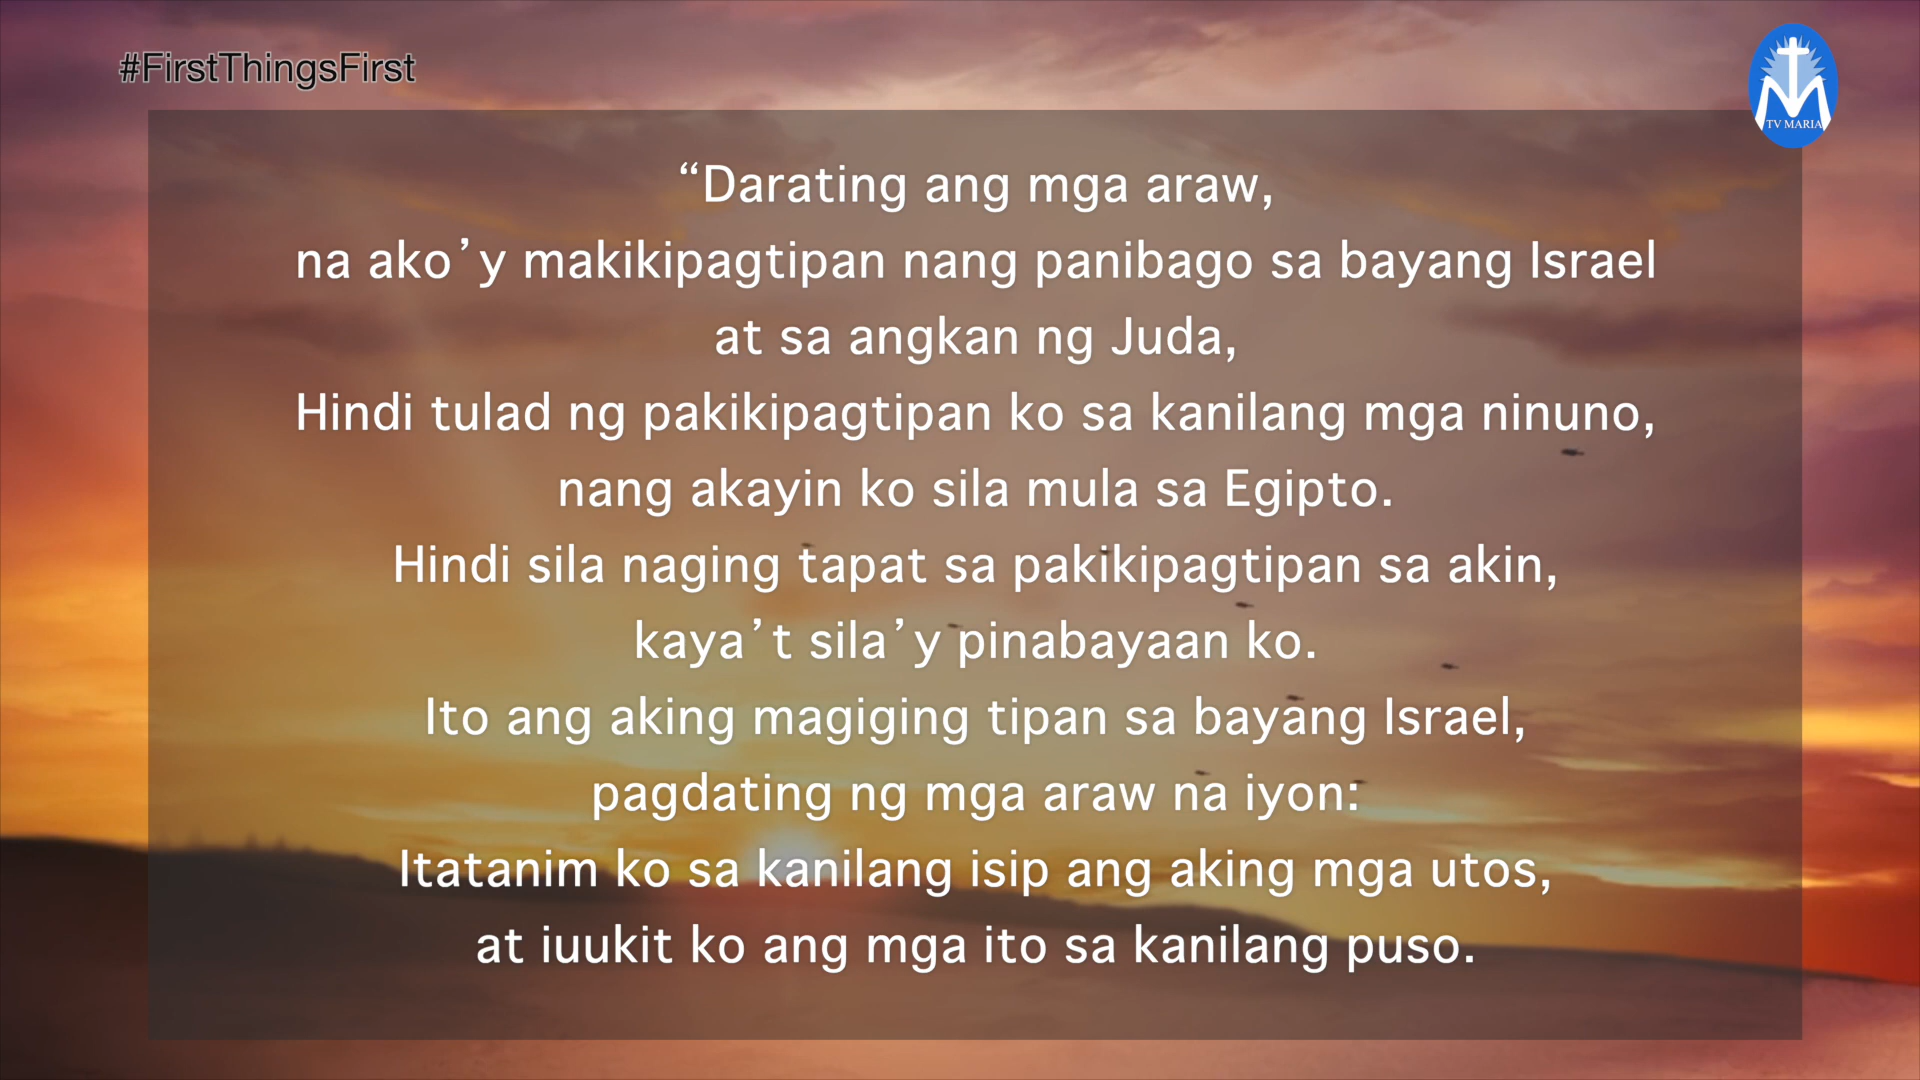 #FirstThingsFirst
TV MARIA
“Darating ang mga araw,
na ako’y makikipagtipan nang panibago sa bayang Israel
at sa angkan ng Juda,
Hindi tulad ng pakikipagtipan ko sa kanilang mga ninuno,
nang akayin ko sila mula sa Egipto.
Hindi sila naging tapat sa pakikipagtipan sa akin,
kaya’t sila’y pinabayaan ko.
Ito ang aking magiging tipan sa bayang Israel,
pagdating ng mga araw na iyon:
Itatanim ko sa kanilang isip ang aking mga utos,
at iuukit ko ang mga ito sa kanilang puso.